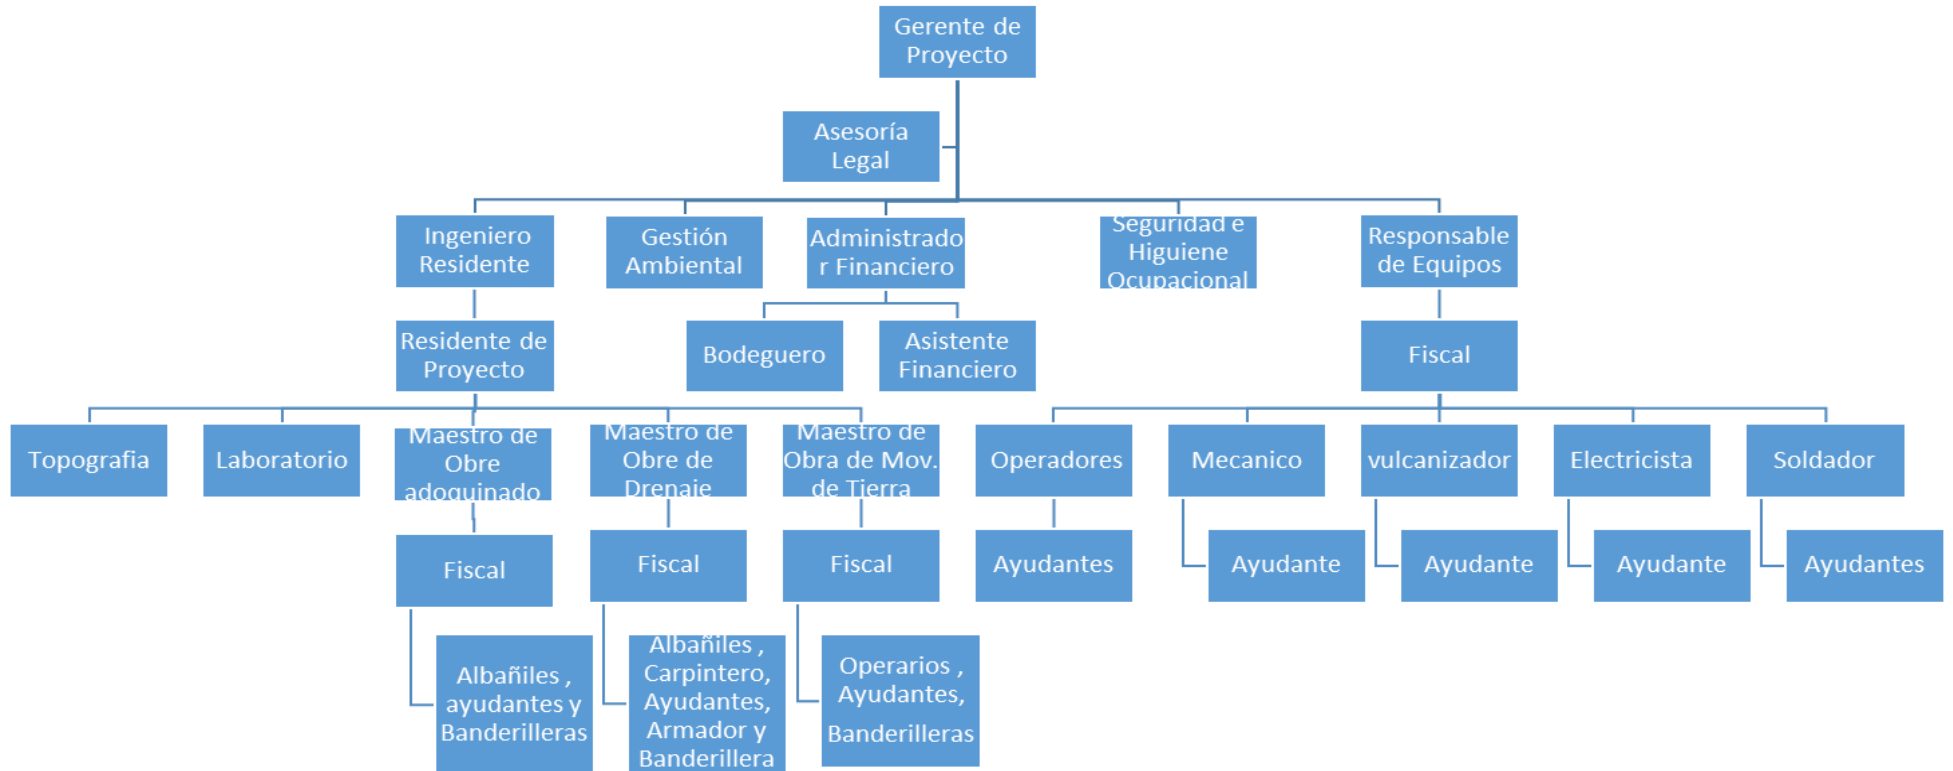 Gerente de
Proyecto
Asesoría
Legal
Ingeniero
Residente
Gestión
Ambiental
Administrado
r Financiero
Seguridad e
Higuiene
Ocupacional
Responsable
de Equipos
Residente de
Proyecto
Bodeguero
Asistente
Financiero
Fiscal
Topografia
Laboratorio
Maestro de
Obre
adoquinado
Maestro de
Obre de
Drenaje
Maestro de
Obra de Mov.
de Tierra
Operadores
Mecanico
vulcanizador
Electricista
Soldador
Fiscal
Fiscal
Fiscal
Ayudantes
Ayudante
Ayudante
Ayudante
Ayudantes
Albañiles ,
ayudantes y
Banderilleras
Albañiles ,
Carpintero,
Ayudantes,
Armador y
Banderillera
Operarios ,
Ayudantes,
Banderilleras